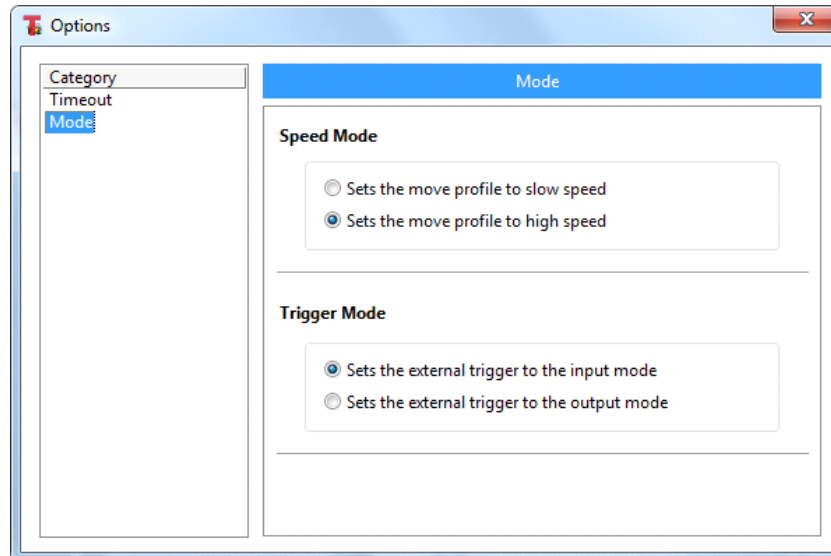 Options
Category
Timeout
Mode
Mode
Speed Mode
Sets the move profile to slow speed
Sets the move profile to high speed
Trigger Mode
Sets the external trigger to the input mode
Sets the external trigger to the output mode